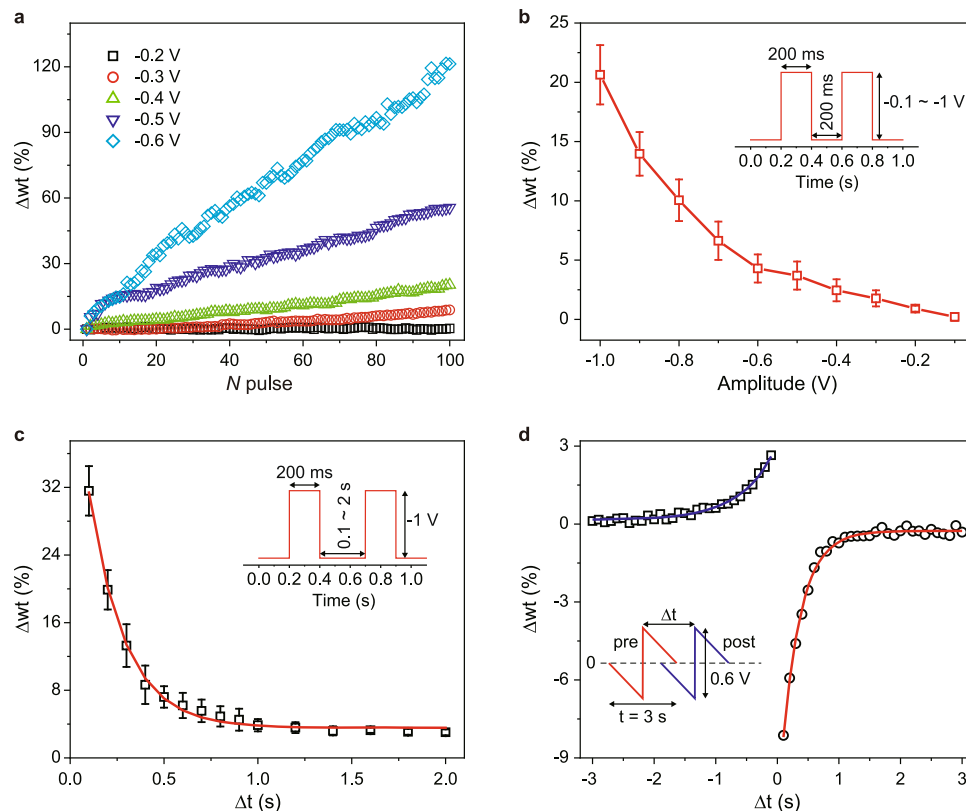 a
120
90
60
30
0
Δwt (%)
-0.2 V
-0.3 V
-0.4 V
-0.5 V
-0.6 V
0 20 40 60 80 100
N pulse
b
25
20
15
10
5
0
Δwt (%)
200 ms
200 ms
-0.1 ~ -1 V
0.0 0.2 0.4 0.6 0.8 1.0
Time (s)
-1.0 -0.8 -0.6 -0.4 -0.2
Amplitude (V)
c
32
24
16
8
0
Δwt (%)
200 ms
0.1 ~ 2 s
-1 V
0.0 0.2 0.4 0.6 0.8 1.0
Time (s)
0.0 0.5 1.0 1.5 2.0
Δt (s)
d
3
0
-3
-6
-9
Δwt (%)
Δt
pre post
0
0.6 V
t = 3 s
-3 -2 -1 0 1 2 3
Δt (s)